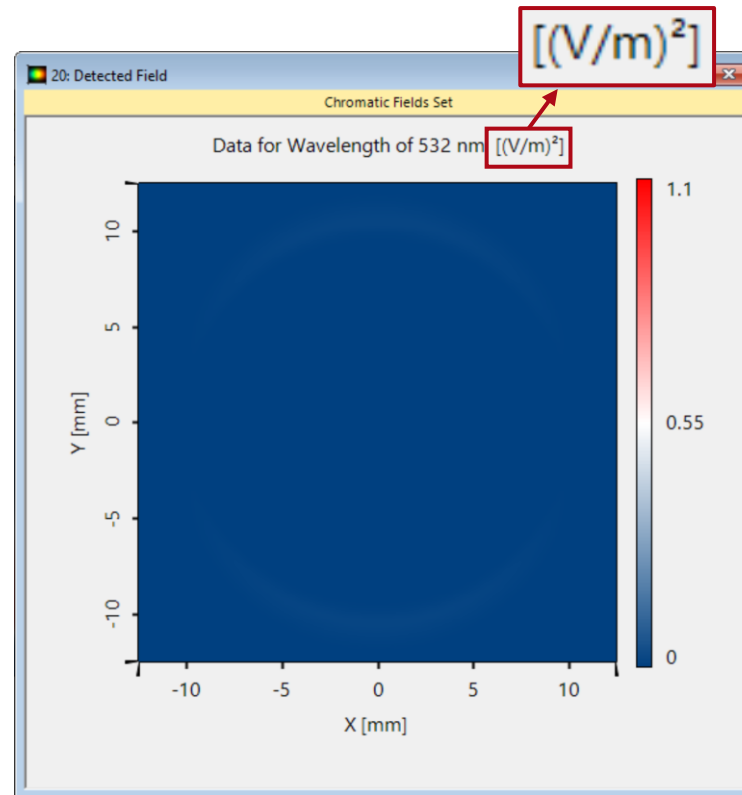 [(V/m)²]
20: Detected Field
Chromatic Fields Set
Data for Wavelength of 532 nm [(V/m)²]
1.1
0.55
0
Y [mm]
10
5
0
-5
-10
-10
-5
0
5
10
X [mm]